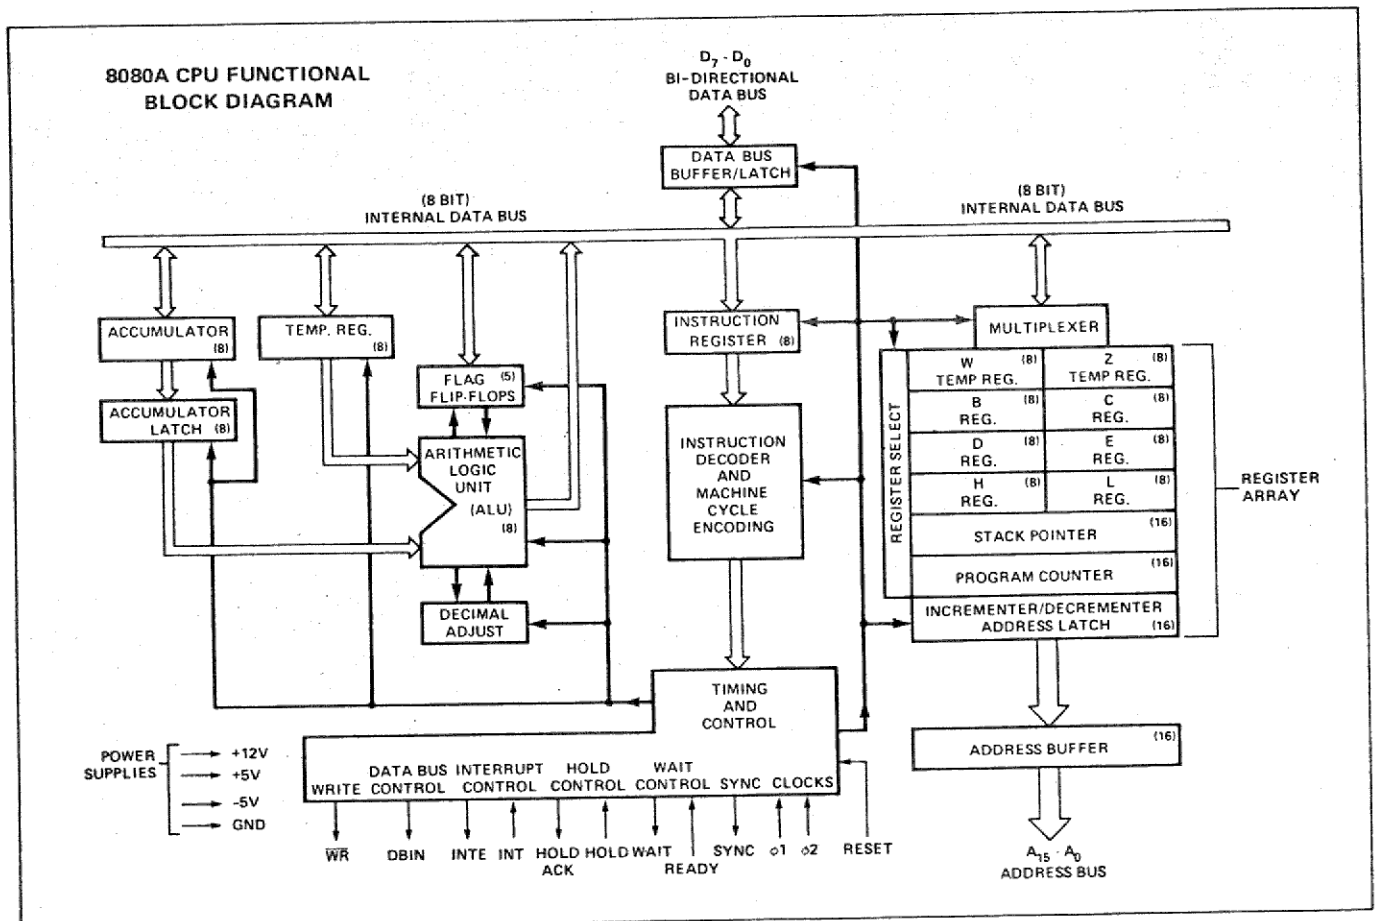 8080A CPU FUNCTIONAL
BLOCK DIAGRAM
D₇ - D₀
BI-DIRECTIONAL
DATA BUS
DATA BUS
BUFFER/LATCH
(8 BIT)
INTERNAL DATA BUS
(8 BIT)
INTERNAL DATA BUS
ACCUMULATOR
(8)
TEMP. REG.
(8)
INSTRUCTION
REGISTER (8)
MULTIPLEXER
ACCUMULATOR
LATCH (8)
FLAG (5)
FLIP-FLOPS
ARITHMETIC
LOGIC
UNIT
(ALU)
(8)
DECIMAL
ADJUST
INSTRUCTION
DECODER
AND
MACHINE
CYCLE
ENCODING
REGISTER SELECT
W (8)
TEMP REG.
Z (8)
TEMP REG.
B (8)
REG.
C (8)
REG.
D (8)
REG.
E (8)
REG.
H (8)
REG.
L (8)
REG.
STACK POINTER (16)
PROGRAM COUNTER (16)
INCREMENTER/DECREMENTER
ADDRESS LATCH (16)
REGISTER
ARRAY
TIMING
AND
CONTROL
ADDRESS BUFFER (16)
POWER
SUPPLIES
+12V
+5V
-5V
GND
WRITE
DATA BUS
CONTROL
INTERRUPT
CONTROL
HOLD
CONTROL
WAIT
CONTROL
SYNC
CLOCKS
W̅R̅
DBIN
INTE
INT
HOLD
ACK
HOLD
WAIT
READY
SYNC
ϕ1
ϕ2
RESET
A₁₅ - A₀
ADDRESS BUS